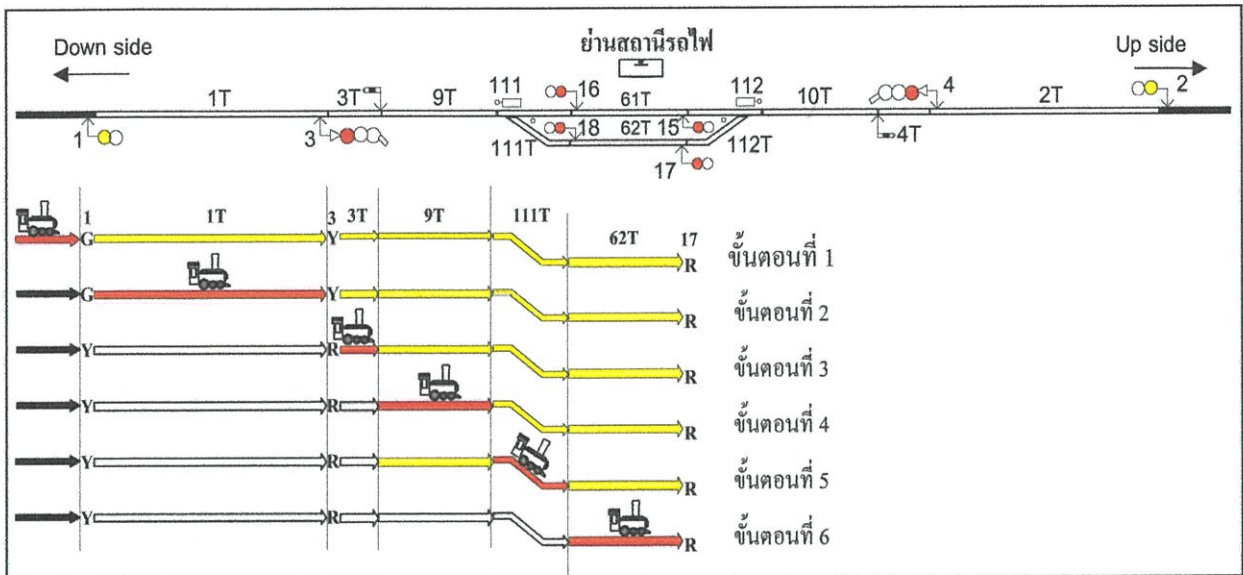 ย่านสถานีรถไฟ
Down side
Up side
1T 3T 9T 111 16 61T 112 10T 4 2T 2
1 3 111T 18 62T 15 17 112T 4T
1 1T 3 3T 9T 111T 62T 17
G Y R ขั้นตอนที่ 1
G Y R ขั้นตอนที่ 2
Y R R ขั้นตอนที่ 3
Y R R ขั้นตอนที่ 4
Y R R ขั้นตอนที่ 5
Y R R ขั้นตอนที่ 6